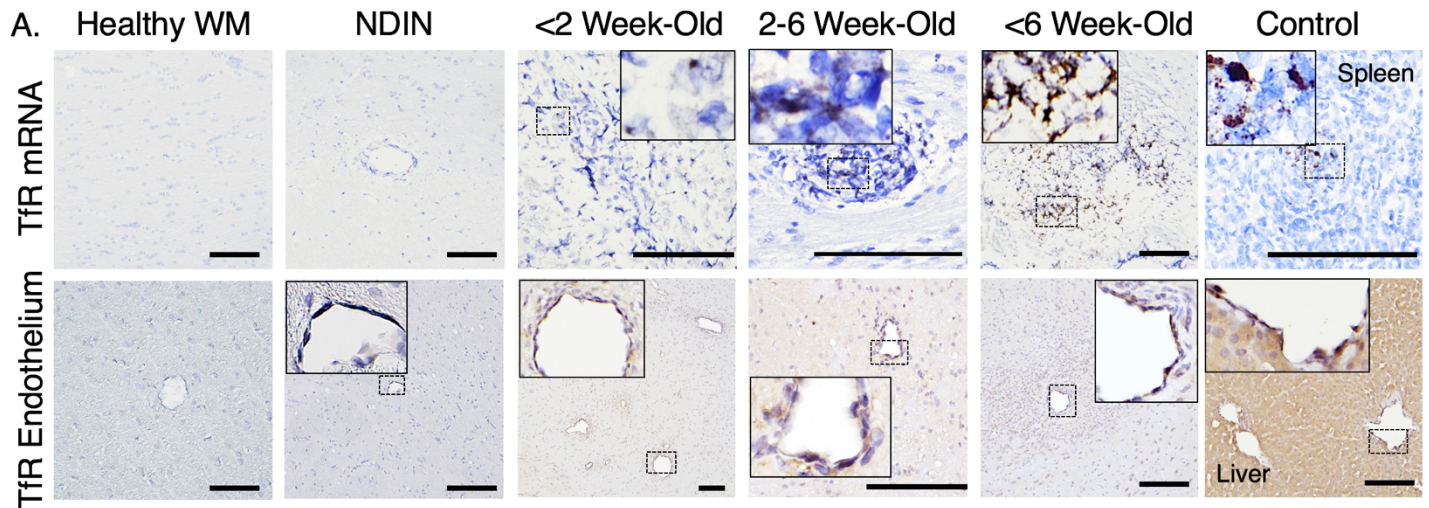 A. Healthy WM NDIN <2 Week-Old 2-6 Week-Old <6 Week-Old Control
TfR mRNA
Spleen
TfR Endothelium
Liver